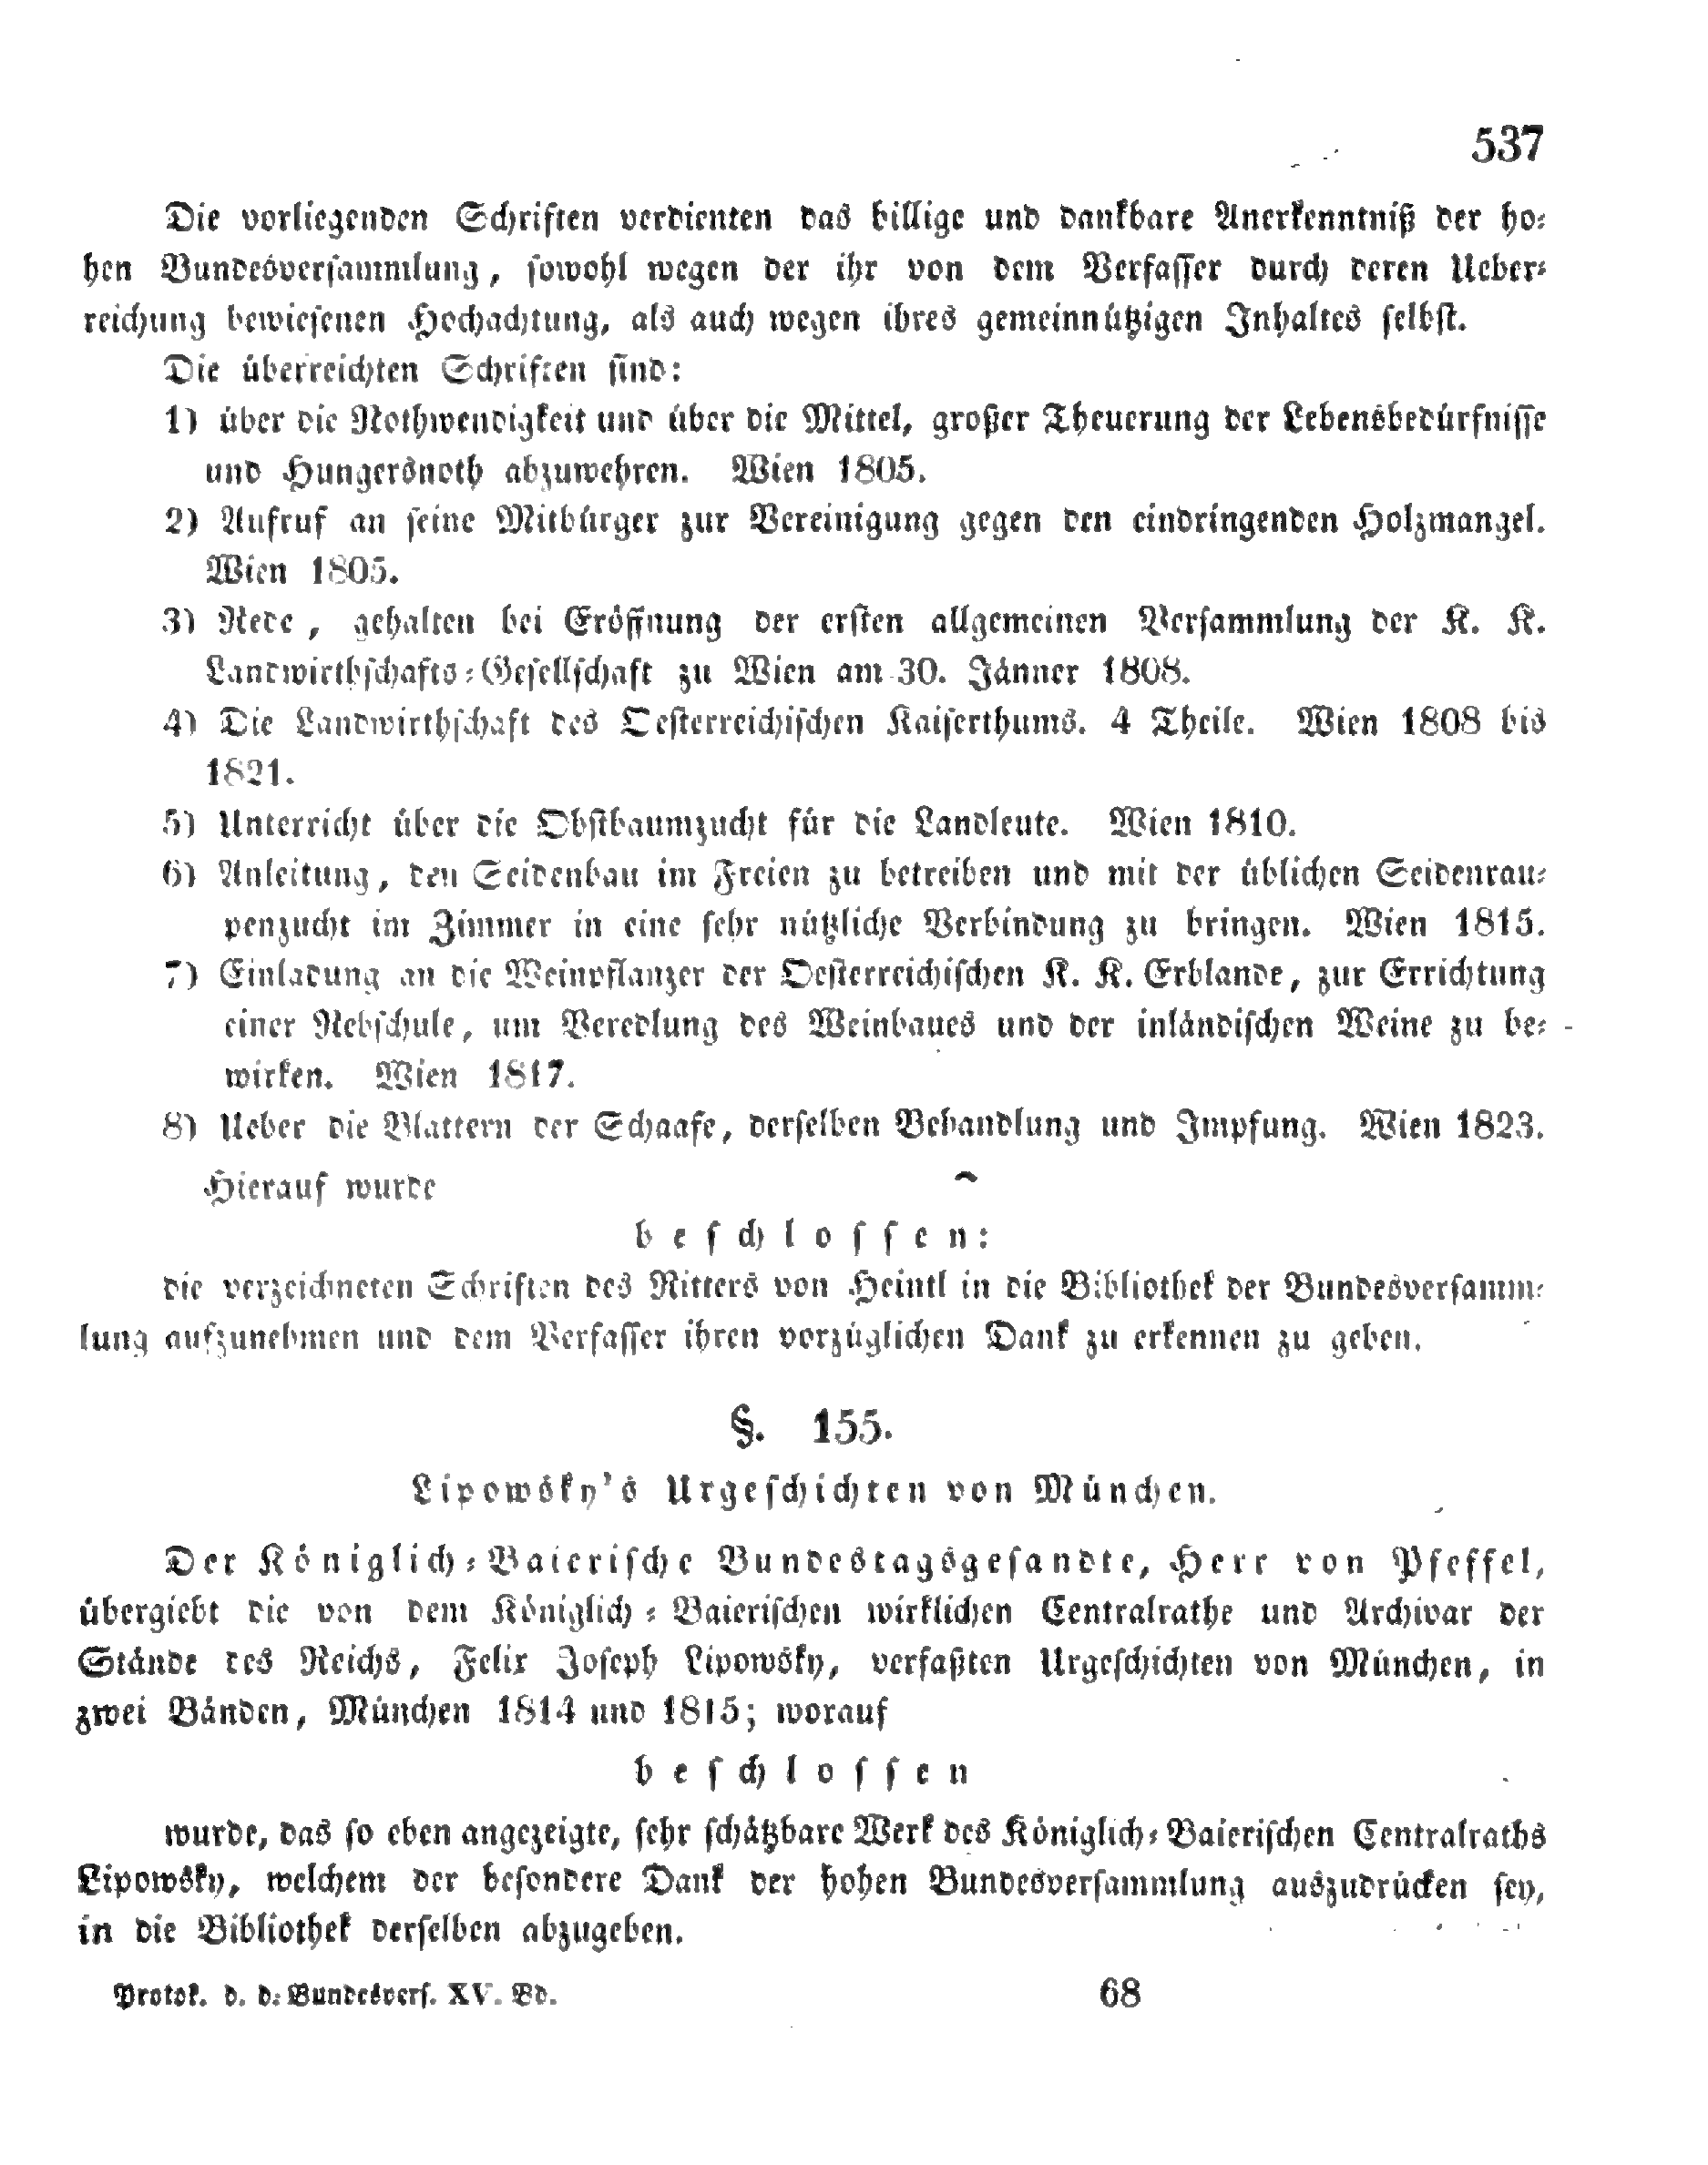 537
Die vorliegenden Schriften verdienten das billige und dankbare Anerkenntniß der ho⸗
hen Bundesversammlung, sowohl wegen der ihr von dem Verfasser durch deren Ueber⸗
reichung bewiesenen Hochachtung, als auch wegen ihres gemeinnützigen Inhaltes selbst.
Die überreichten Schriften sind:
1) über die Nothwendigkeit und über die Mittel, großer Theuerung der Lebensbedürfnisse
und Hungersnoth abzuwehren. Wien 1805.
2) Aufruf an seine Mitbürger zur Vereinigung gegen den eindringenden Holzmangel.
Wien 1805.
3) Rede, gehalten bei Eröffnung der ersten allgemeinen Versammlung der K. K.
Landwirthschafts⸗Gesellschaft zu Wien am 30. Jänner 1808.
4) Die Landwirthschaft des Oesterreichischen Kaiserthums. 4 Theile. Wien 1808 bis
1821.
5) Unterricht über die Obstbaumzucht für die Landleute. Wien 1810.
6) Anleitung, den Seidenbau im Freien zu betreiben und mit der üblichen Seidenrau⸗
penzucht im Zimmer in eine sehr nützliche Verbindung zu bringen. Wien 1815.
7) Einladung an die Weinpflanzer der Oesterreichischen K. K. Erblande, zur Errichtung
einer Rebschule, um Veredlung des Weinbaues und der inländischen Weine zu be⸗
wirken. Wien 1817.
8) Ueber die Blattern der Schaafe, derselben Behandlung und Impfung. Wien 1823.
Hierauf wurde
beschlossen:
die verzeichneten Schriften des Ritters von Heintl in die Bibliothek der Bundesversamm⸗
lung aufzunehmen und dem Verfasser ihren vorzüglichen Dank zu erkennen zu geben.
§. 155.
Lipowsky's Urgeschichten von München.
Der Königlich⸗Baierische Bundestagsgesandte, Herr von Pfeffel,
übergiebt die von dem Königlich⸗Baierischen wirklichen Centralrathe und Archivar der
Stände des Reichs, Felix Joseph Lipowsky, verfaßten Urgeschichten von München, in
zwei Bänden, München 1814 und 1815; worauf
beschlossen
wurde, das so eben angezeigte, sehr schätzbare Werk des Königlich⸗Baierischen Centralraths
Lipowsky, welchem der besondere Dank der hohen Bundesversammlung auszudrücken sey,
in die Bibliothek derselben abzugeben.
Protok. d. d. Bundesvers. XV. Bd. 68